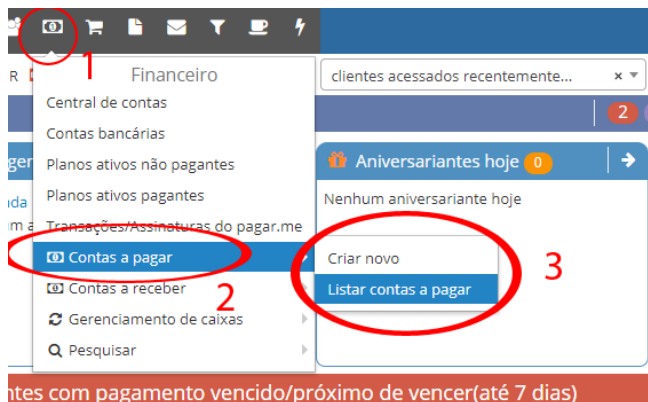 1
R
Financeiro
clientes acessados recentemente... ×
Central de contas
2
Contas bancárias
Planos ativos não pagantes
Aniversariantes hoje 0
Planos ativos pagantes
Nenhum aniversariante hoje
Transações/Assinaturas do pagar.me
Contas a pagar
Criar novo
3
Contas a receber
2
Listar contas a pagar
Gerenciamento de caixas
Pesquisar
ntes com pagamento vencido/próximo de vencer(até 7 dias)